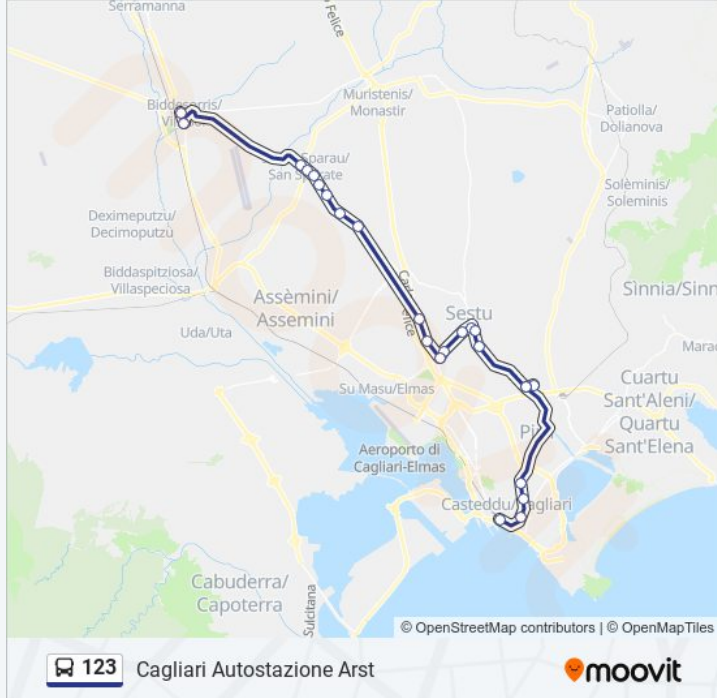 Serramanna
Felice
Biddesorris/
Muristenis/
Monastir
Patiolla/
Dolianova
Sparau/
San Sperate
Solèminis/
Soleminis
Deximeputzu/
Decimoputzu
Biddaspitziosa/
Villaspeciosa
Assèmini/
Assemini
Sestu
Sìnnia/Sinn
Uda/Uta
Marac
Su Masu/Elmas
Cuartu
Sant'Aleni/
Quartu
Sant'Elena
Aeroporto di
Cagliari-Elmas
Casteddu/Cagliari
Cabuderra/
Capoterra
Sulcitana
© OpenStreetMap contributors | © OpenMapTiles
123 Cagliari Autostazione Arst
moovit